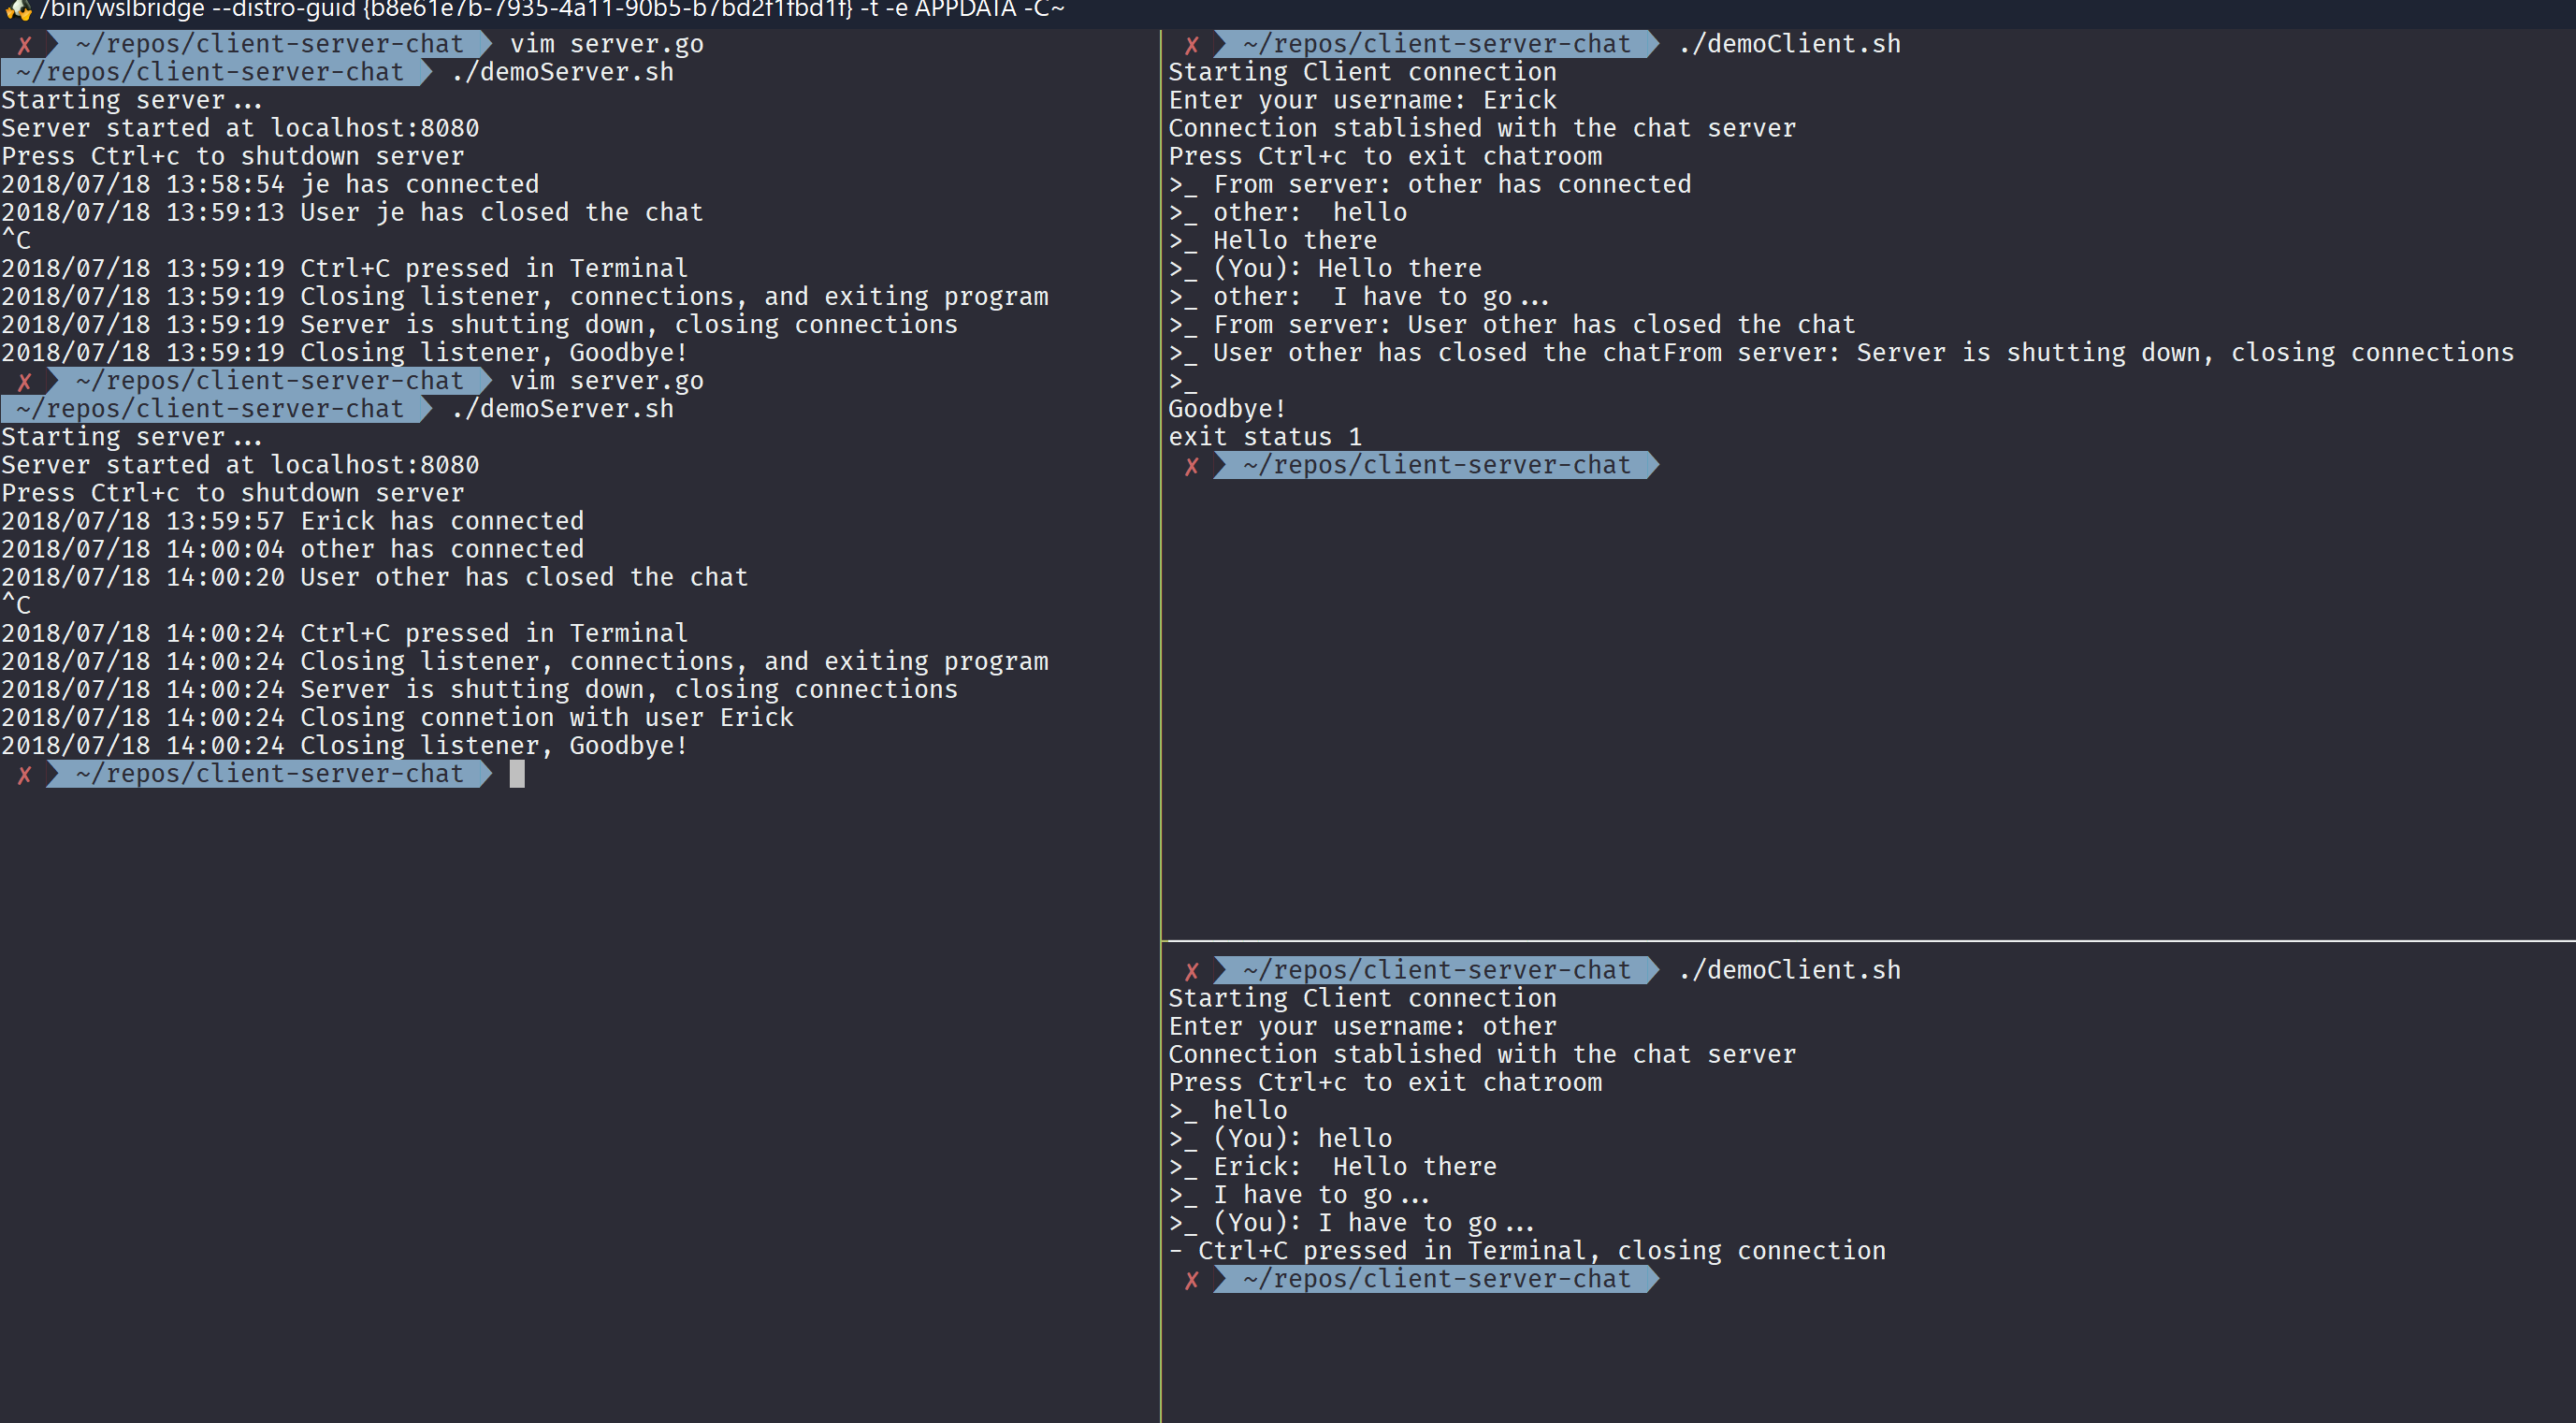 /bin/wslbridge --distro-guid {b8e61e7b-7935-4a11-90b5-b7bd2f1fbd1f} -t -e APPDATA -C~
✗ ~/repos/client-server-chat vim server.go
~/repos/client-server-chat ./demoServer.sh
Starting server...
Server started at localhost:8080
Press Ctrl+c to shutdown server
2018/07/18 13:58:54 je has connected
2018/07/18 13:59:13 User je has closed the chat
^C
2018/07/18 13:59:19 Ctrl+C pressed in Terminal
2018/07/18 13:59:19 Closing listener, connections, and exiting program
2018/07/18 13:59:19 Server is shutting down, closing connections
2018/07/18 13:59:19 Closing listener, Goodbye!
✗ ~/repos/client-server-chat vim server.go
~/repos/client-server-chat ./demoServer.sh
Starting server...
Server started at localhost:8080
Press Ctrl+c to shutdown server
2018/07/18 13:59:57 Erick has connected
2018/07/18 14:00:04 other has connected
2018/07/18 14:00:20 User other has closed the chat
^C
2018/07/18 14:00:24 Ctrl+C pressed in Terminal
2018/07/18 14:00:24 Closing listener, connections, and exiting program
2018/07/18 14:00:24 Server is shutting down, closing connections
2018/07/18 14:00:24 Closing connetion with user Erick
2018/07/18 14:00:24 Closing listener, Goodbye!
✗ ~/repos/client-server-chat
✗ ~/repos/client-server-chat ./demoClient.sh
Starting Client connection
Enter your username: Erick
Connection stablished with the chat server
Press Ctrl+c to exit chatroom
>_ From server: other has connected
>_ other:  hello
>_ Hello there
>_ (You): Hello there
>_ other:  I have to go...
>_ From server: User other has closed the chat
>_ User other has closed the chatFrom server: Server is shutting down, closing connections
>_
Goodbye!
exit status 1
✗ ~/repos/client-server-chat
✗ ~/repos/client-server-chat ./demoClient.sh
Starting Client connection
Enter your username: other
Connection stablished with the chat server
Press Ctrl+c to exit chatroom
>_ hello
>_ (You): hello
>_ Erick:  Hello there
>_ I have to go...
>_ (You): I have to go...
- Ctrl+C pressed in Terminal, closing connection
✗ ~/repos/client-server-chat